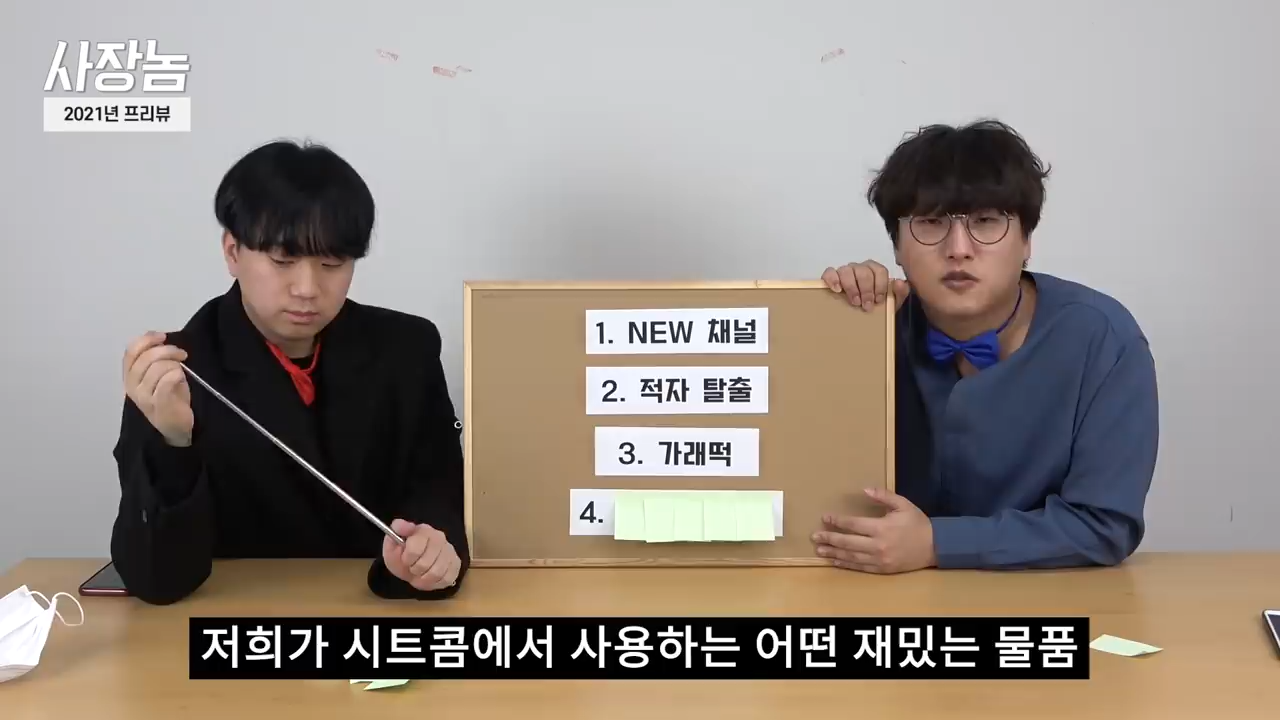 사장놈
2021년 프리뷰
1. NEW 채널
2. 적자 탈출
3. 가래떡
4.
저희가 시트콤에서 사용하는 어떤 재밌는 물품